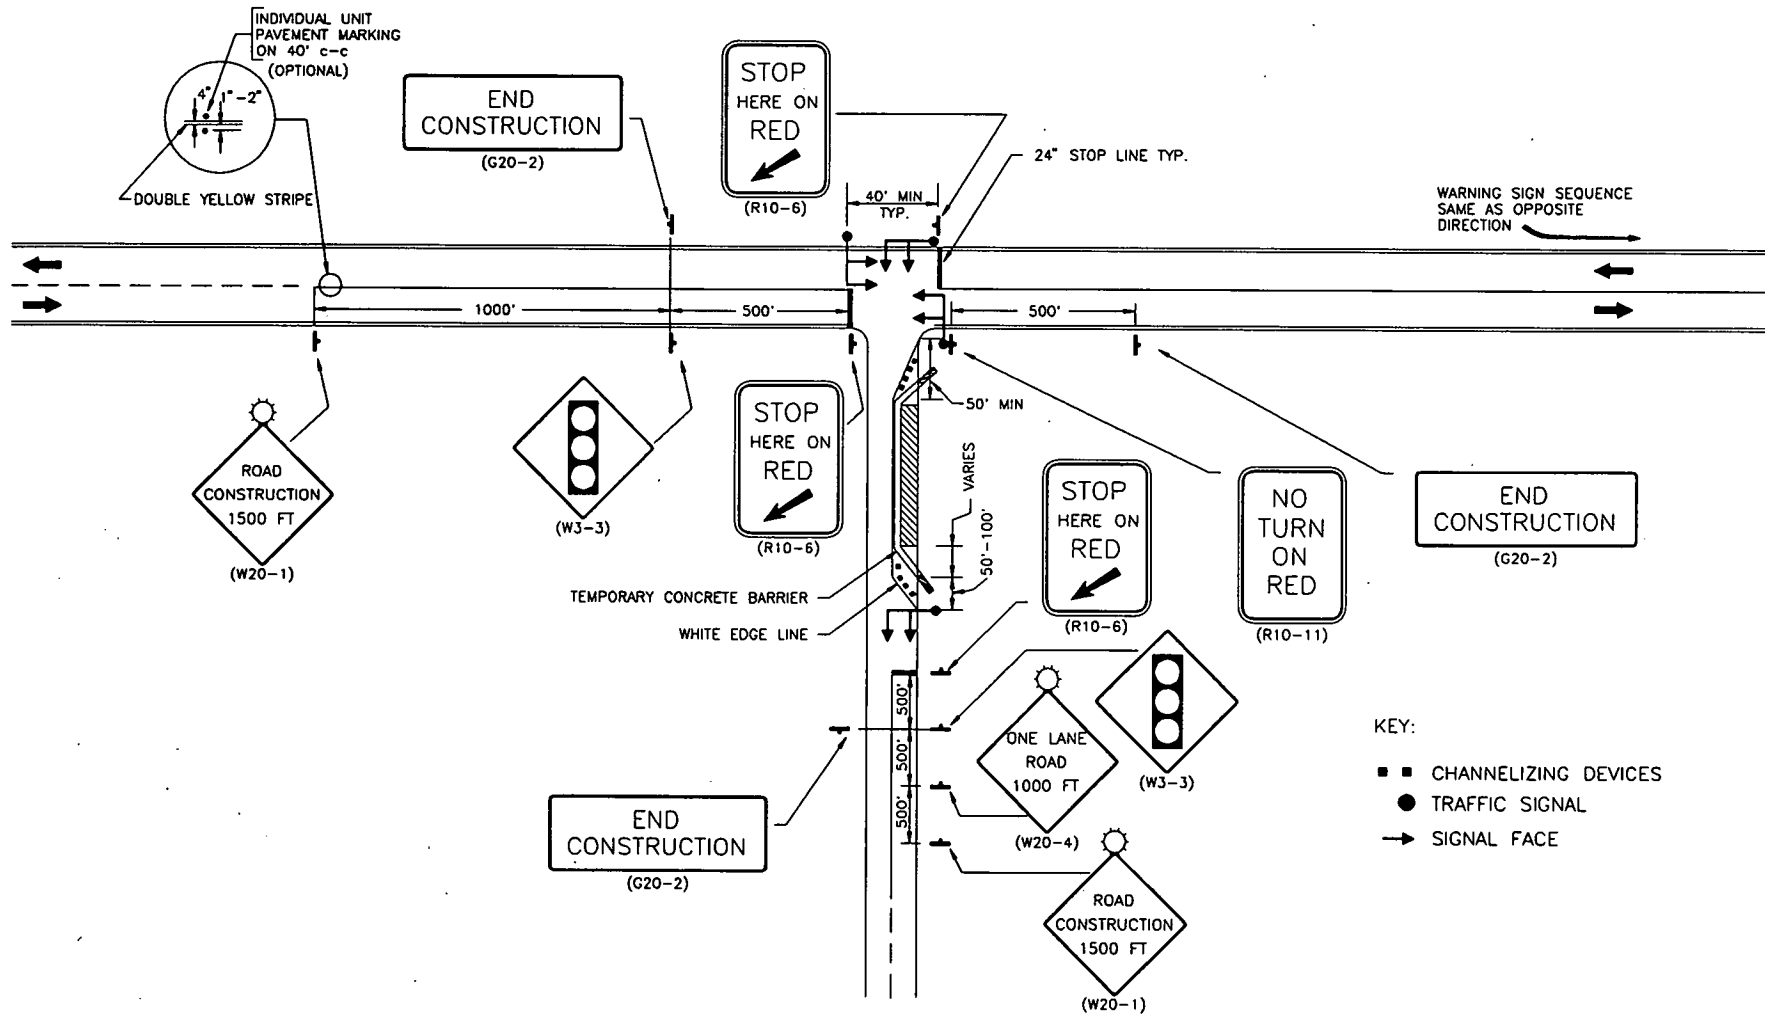 INDIVIDUAL UNIT
PAVEMENT MARKING
ON 40' c-c
(OPTIONAL)
4"
1"-2"
DOUBLE YELLOW STRIPE
END
CONSTRUCTION
(G20-2)
STOP
HERE ON
RED
(R10-6)
40' MIN
TYP.
24" STOP LINE TYP.
WARNING SIGN SEQUENCE
SAME AS OPPOSITE
DIRECTION
1000'
500'
500'
ROAD
CONSTRUCTION
1500 FT
(W20-1)
(W3-3)
STOP
HERE ON
RED
(R10-6)
50' MIN
VARIES
50'-100'
TEMPORARY CONCRETE BARRIER
WHITE EDGE LINE
STOP
HERE ON
RED
(R10-6)
NO
TURN
ON
RED
(R10-11)
END
CONSTRUCTION
(G20-2)
500'
500'
500'
ONE LANE
ROAD
1000 FT
(W20-4)
(W3-3)
END
CONSTRUCTION
(G20-2)
ROAD
CONSTRUCTION
1500 FT
(W20-1)
KEY:
CHANNELIZING DEVICES
TRAFFIC SIGNAL
SIGNAL FACE